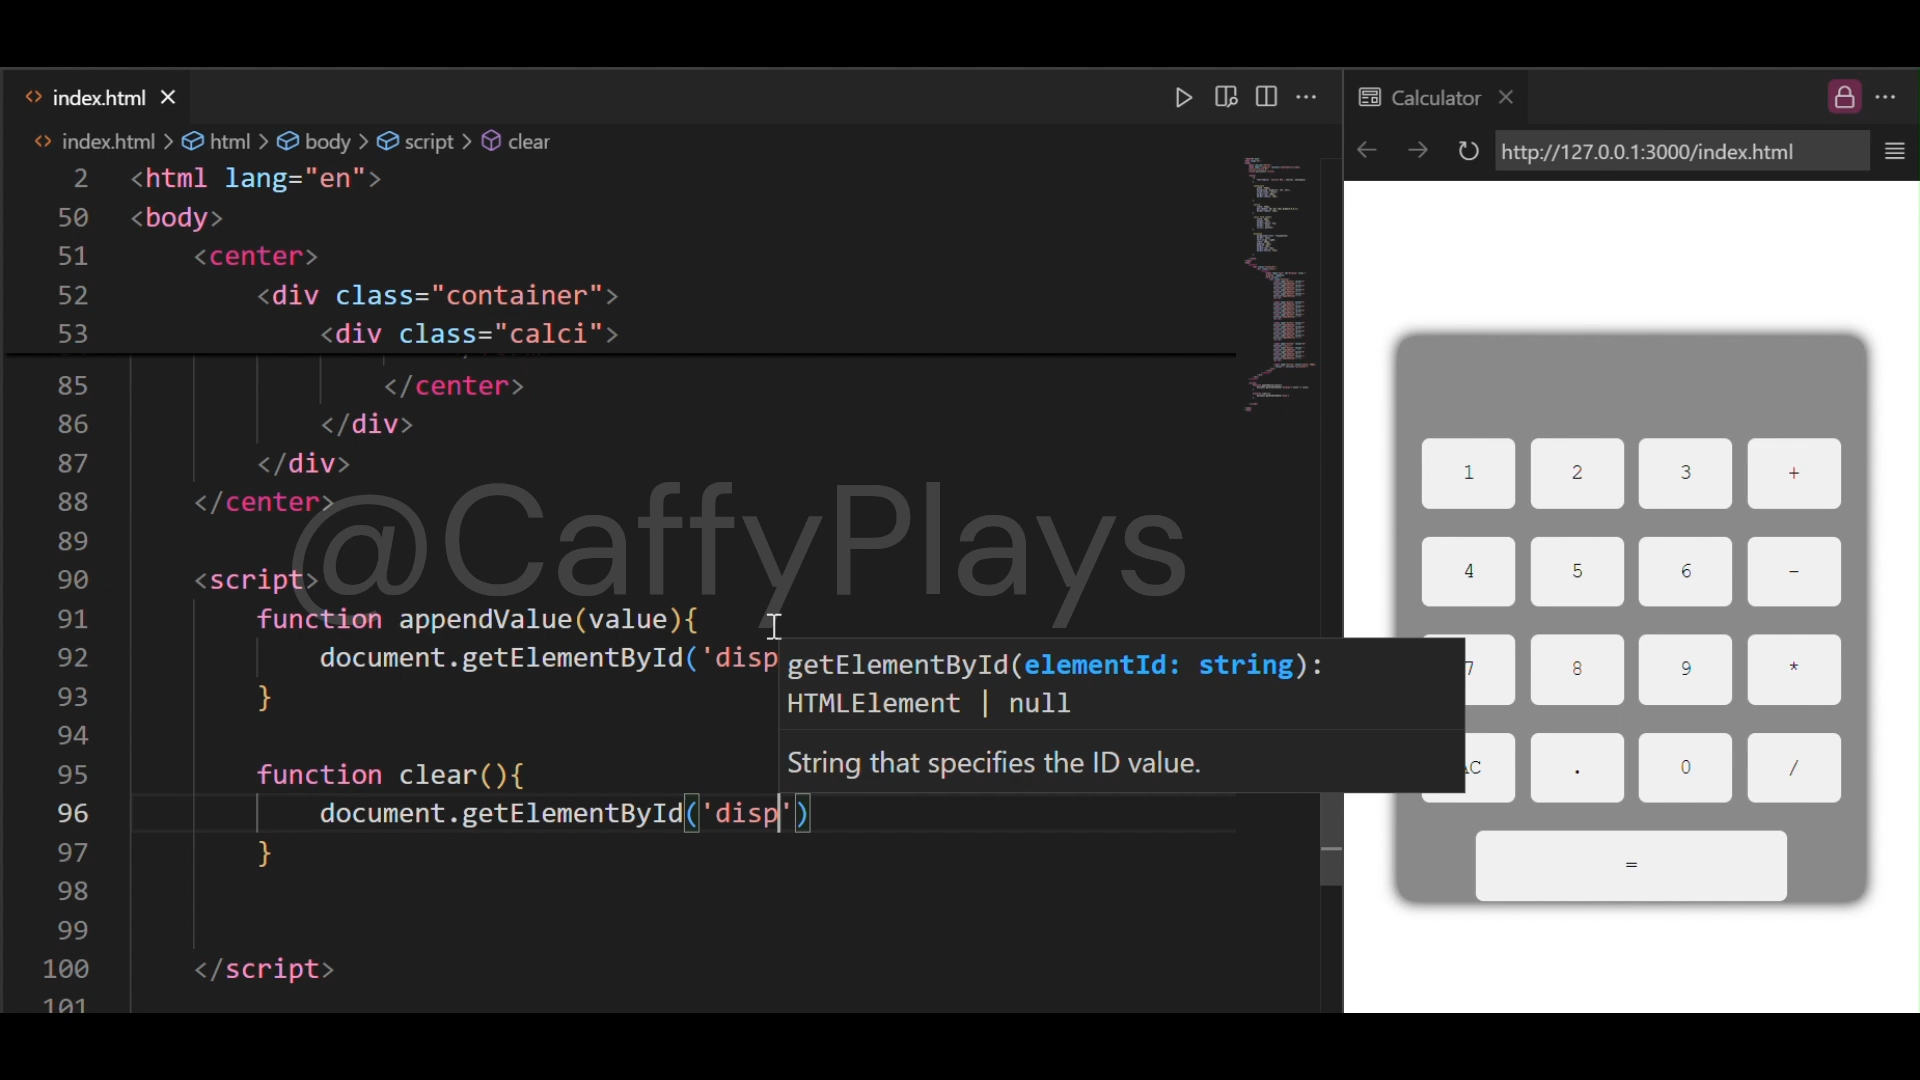 index.html
Calculator
index.html > html > body > script > clear
http://127.0.0.1:3000/index.html
2 <html lang="en">
50 <body>
51 <center>
52 <div class="container">
53 <div class="calci">
85 </center>
86 </div>
87 </div>
88 </center>
89
90 <script>
91 function appendValue(value){
92 document.getElementById('disp
93 }
94
95 function clear(){
96 document.getElementById('disp')
97 }
98
99
100 </script>
101
getElementById(elementId: string):
HTMLElement | null
String that specifies the ID value.
@CaffyPlays
1 2 3 +
4 5 6 -
7 8 9 *
. 0 /
=